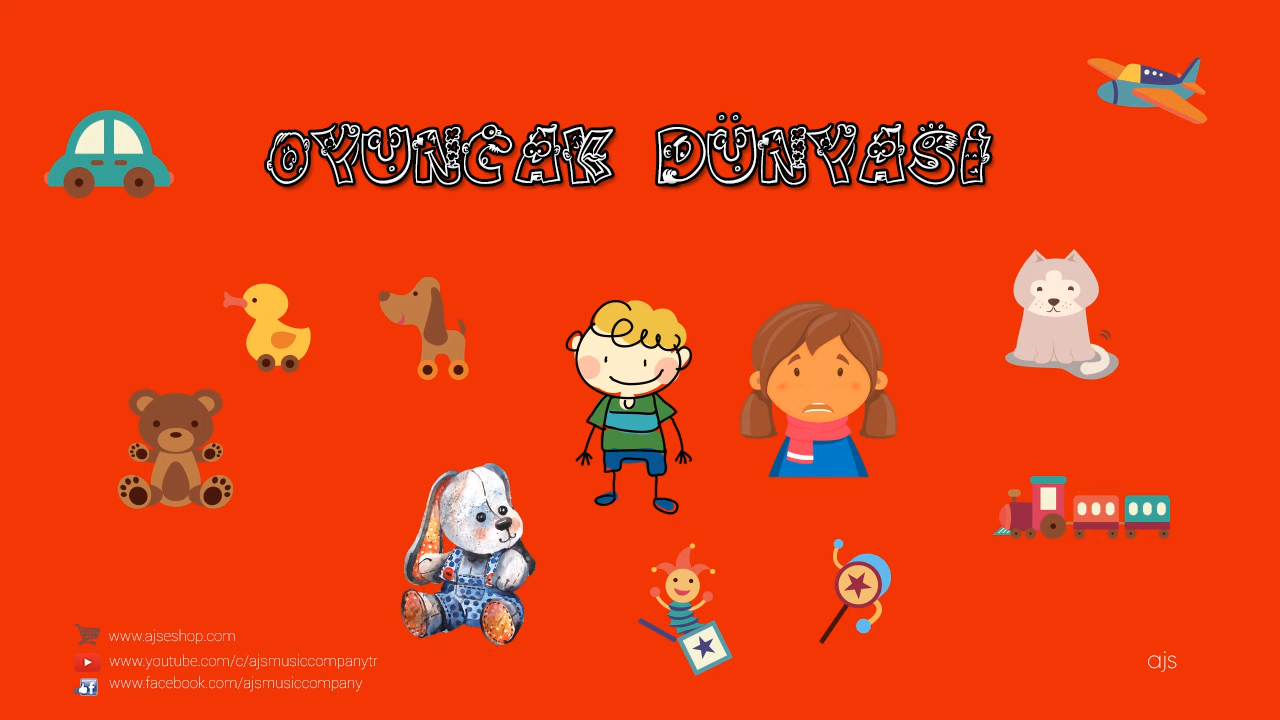 OYUNCAK DÜNYASI
www.ajseshop.com
www.youtube.com/c/ajsmusiccompanytr
www.facebook.com/ajsmusiccompany
ajs